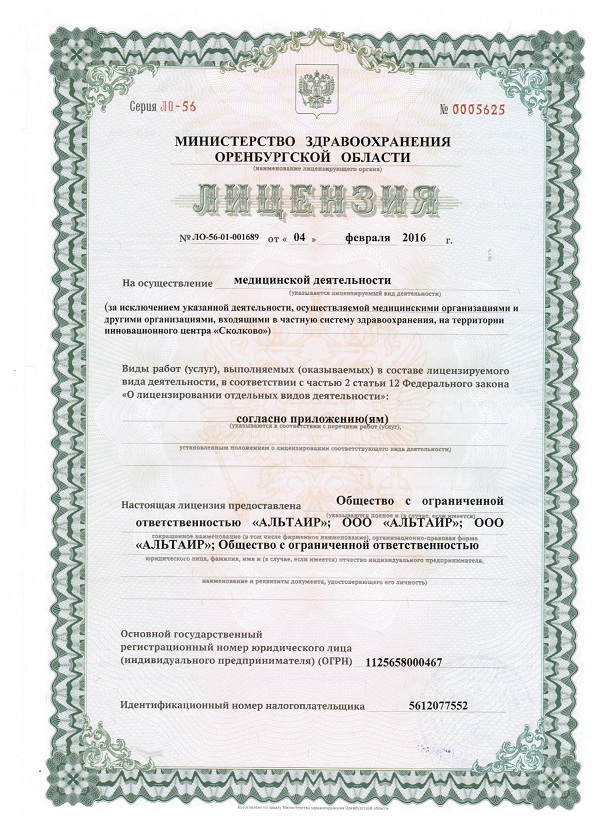 Серия ЛО-56
№ 0005625
МИНИСТЕРСТВО ЗДРАВООХРАНЕНИЯ
ОРЕНБУРГСКОЙ ОБЛАСТИ
(наименование лицензирующего органа)
ЛИЦЕНЗИЯ
№ ЛО-56-01-001689 от « 04 » февраля 2016 г.
На осуществление медицинской деятельности
(указывается лицензируемый вид деятельности)
(за исключением указанной деятельности, осуществляемой медицинскими организациями и
другими организациями, входящими в частную систему здравоохранения, на территории
инновационного центра «Сколково»)
Виды работ (услуг), выполняемых (оказываемых) в составе лицензируемого
вида деятельности, в соответствии с частью 2 статьи 12 Федерального закона
«О лицензировании отдельных видов деятельности»:
согласно приложению(ям)
(указываются в соответствии с перечнем работ (услуг),
установленным положением о лицензировании соответствующего вида деятельности)
Настоящая лицензия предоставлена Общество с ограниченной
(указываются полное и (в случае, если имеется)
ответственностью «АЛЬТАИР»; ООО «АЛЬТАИР»; ООО
сокращенное наименование (в том числе фирменное наименование), организационно-правовая форма
«АЛЬТАИР»; Общество с ограниченной ответственностью
юридического лица, фамилия, имя и (в случае, если имеется) отчество индивидуального предпринимателя,
наименование и реквизиты документа, удостоверяющего его личность)
Основной государственный
регистрационный номер юридического лица
(индивидуального предпринимателя) (ОГРН) 1125658000467
Идентификационный номер налогоплательщика 5612077552
Изготовлено по заказу Министерства здравоохранения Оренбургской области